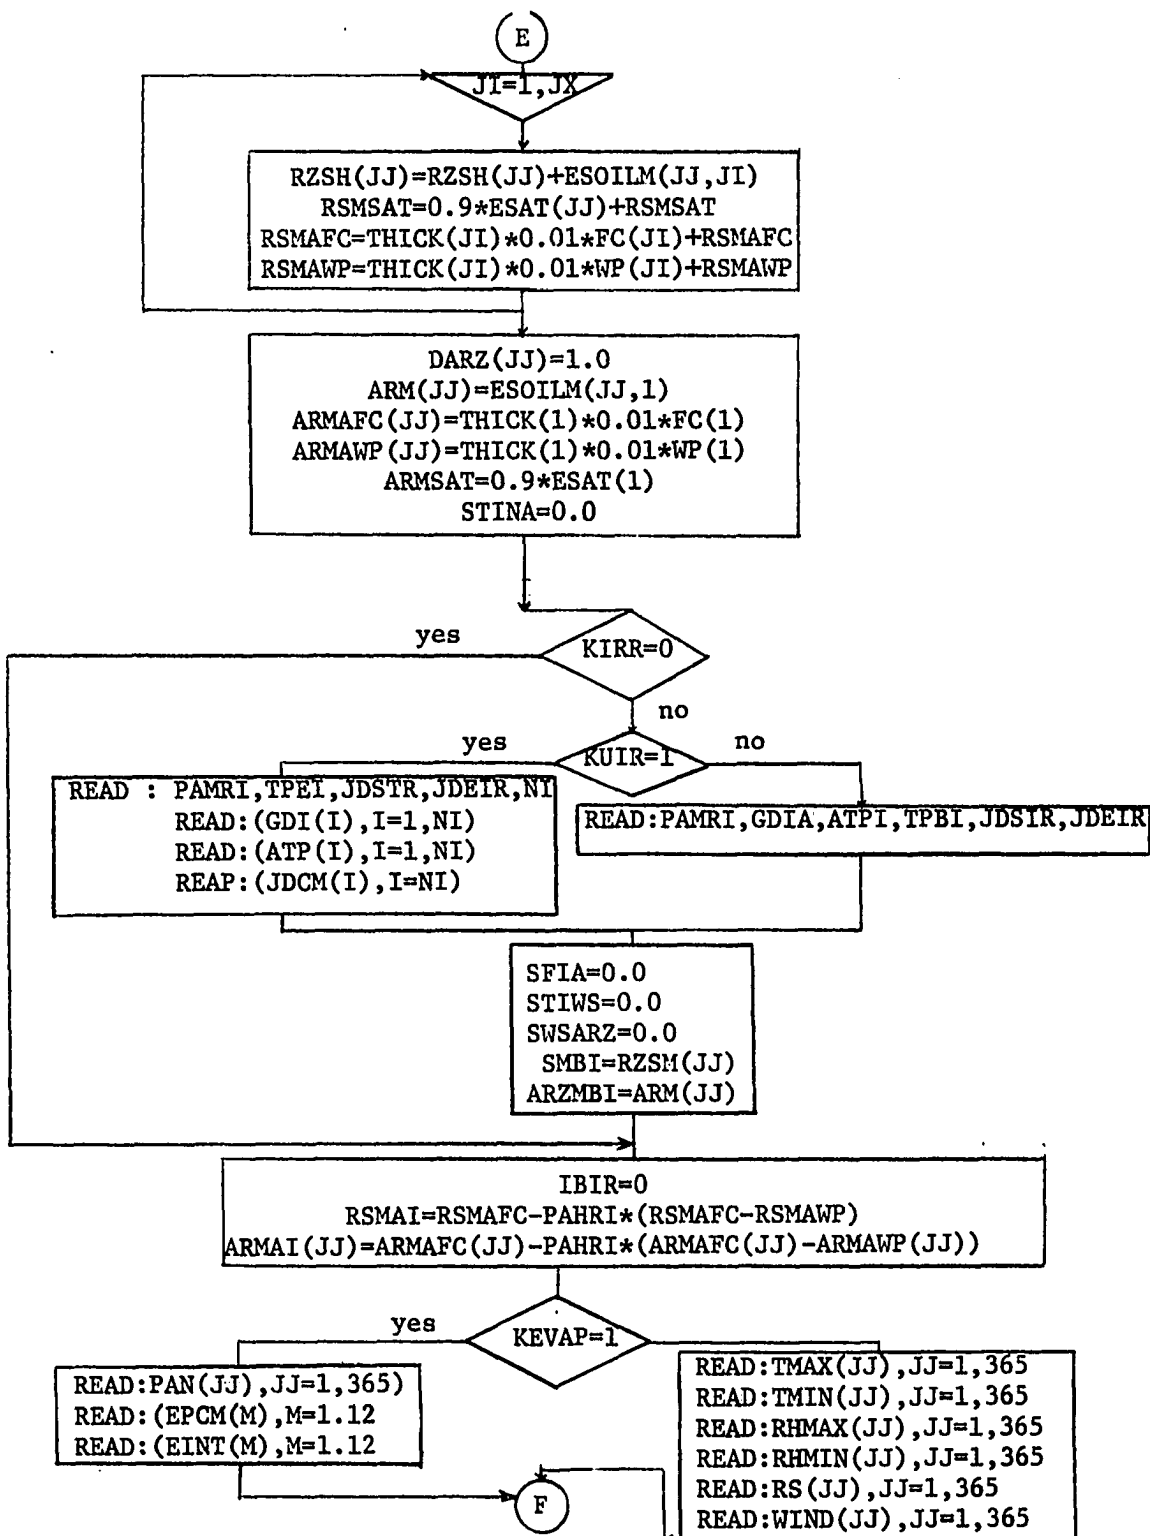 E
JI=1,JX
RZSH(JJ)=RZSH(JJ)+ESOILM(JJ,JI)
RSMSAT=0.9*ESAT(JJ)+RSMSAT
RSMAFC=THICK(JI)*0.01*FC(JI)+RSMAFC
RSMAWP=THICK(JI)*0.01*WP(JI)+RSMAWP
DARZ(JJ)=1.0
ARM(JJ)=ESOILM(JJ,1)
ARMAFC(JJ)=THICK(1)*0.01*FC(1)
ARMAWP(JJ)=THICK(1)*0.01*WP(1)
ARMSAT=0.9*ESAT(1)
STINA=0.0
yes
KIRR=0
no
yes
KUIR=1
no
READ : PAMRI,TPEI,JDSTR,JDEIR,NI
READ:(GDI(I),I=1,NI)
READ:(ATP(I),I=1,NI)
REAP:(JDCM(I),I=NI)
READ:PAMRI,GDIA,ATPI,TPBI,JDSIR,JDEIR
SFIA=0.0
STIWS=0.0
SWSARZ=0.0
SMBI=RZSM(JJ)
ARZMBI=ARM(JJ)
IBIR=0
RSMAI=RSMAFC-PAHRI*(RSMAFC-RSMAWP)
ARMAI(JJ)=ARMAFC(JJ)-PAHRI*(ARMAFC(JJ)-ARMAWP(JJ))
yes
KEVAP=1
READ:PAN(JJ),JJ=1,365)
READ:(EPCM(M),M=1.12
READ:(EINT(M),M=1.12
READ:TMAX(JJ),JJ=1,365
READ:TMIN(JJ),JJ=1,365
READ:RHMAX(JJ),JJ=1,365
READ:RHMIN(JJ),JJ=1,365
READ:RS(JJ),JJ=1,365
READ:WIND(JJ),JJ=1,365
F